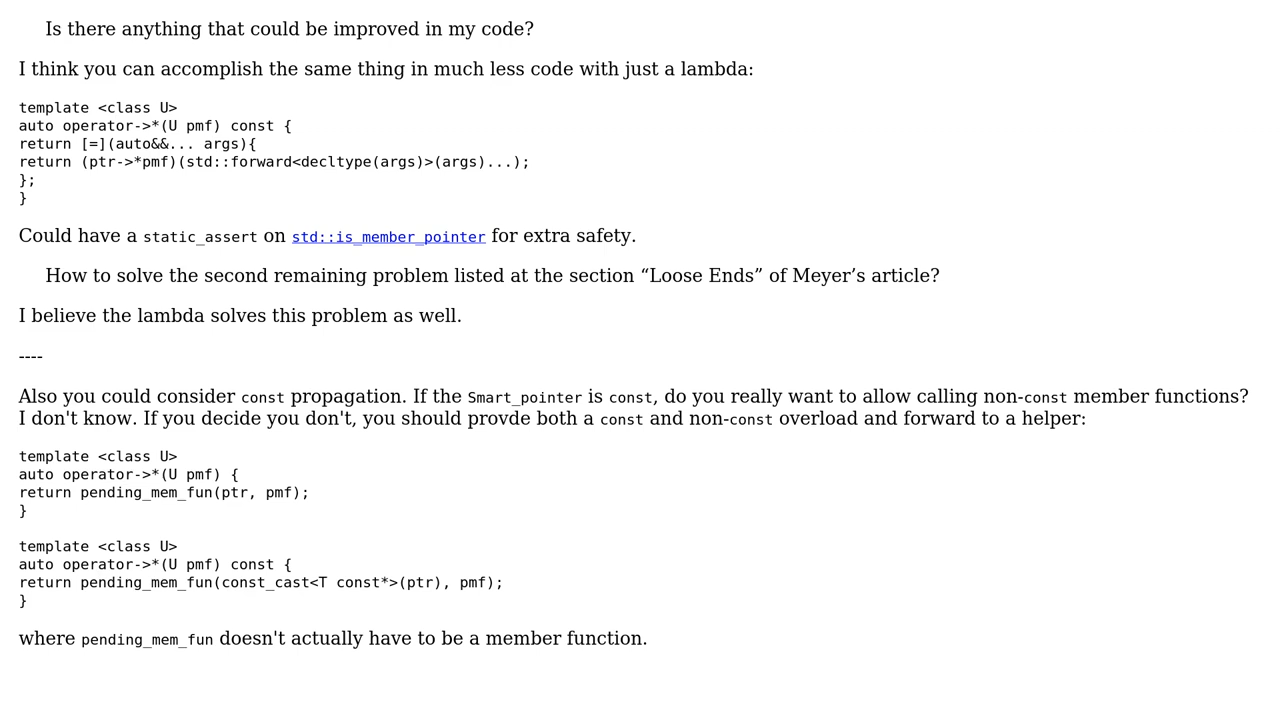 Is there anything that could be improved in my code?
I think you can accomplish the same thing in much less code with just a lambda:
template <class U>
auto operator->*(U pmf) const {
return [=](auto&&... args){
return (ptr->*pmf)(std::forward<decltype(args)>(args)...);
};
}
Could have a static_assert on std::is_member_pointer for extra safety.
How to solve the second remaining problem listed at the section “Loose Ends” of Meyer’s article?
I believe the lambda solves this problem as well.
----
Also you could consider const propagation. If the Smart_pointer is const, do you really want to allow calling non-const member functions?
I don't know. If you decide you don't, you should provde both a const and non-const overload and forward to a helper:
template <class U>
auto operator->*(U pmf) {
return pending_mem_fun(ptr, pmf);
}
template <class U>
auto operator->*(U pmf) const {
return pending_mem_fun(const_cast<T const*>(ptr), pmf);
}
where pending_mem_fun doesn't actually have to be a member function.